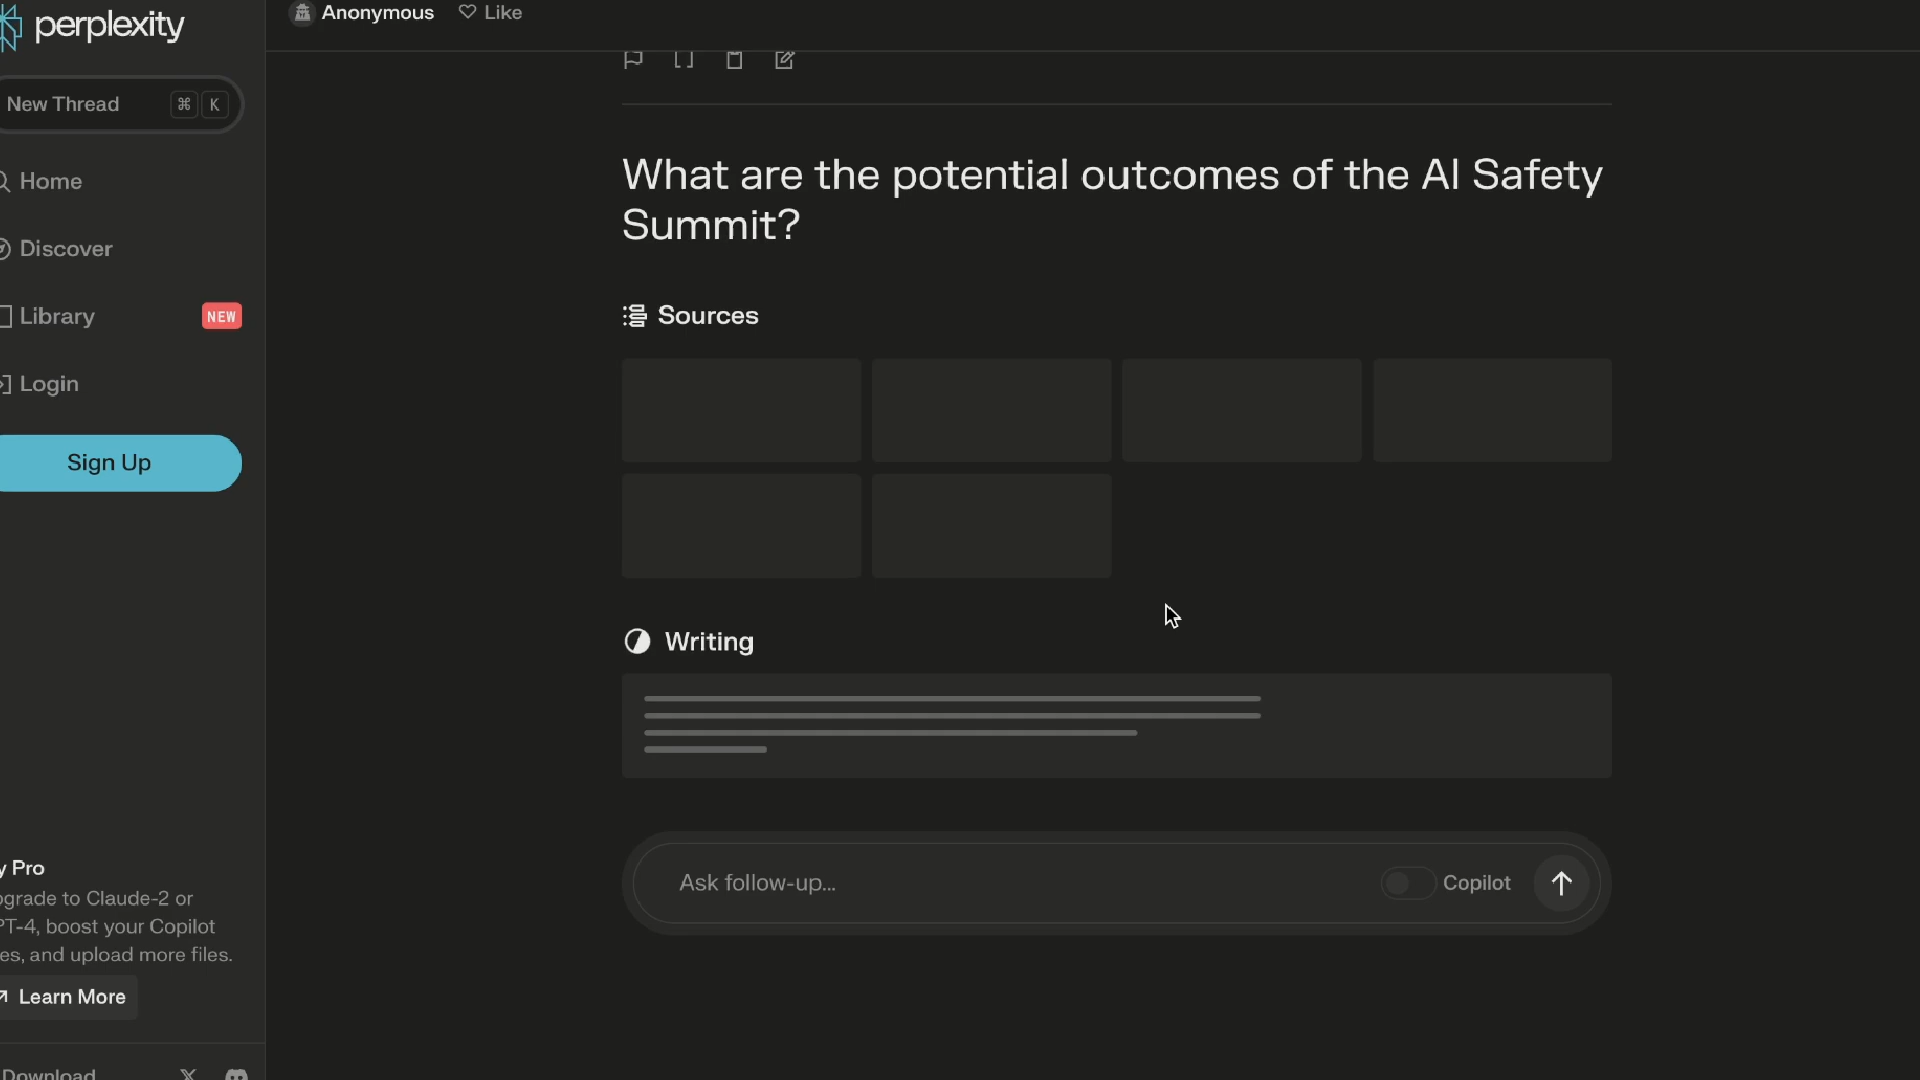 perplexity
New Thread ⌘ K
Home
Discover
Library NEW
Login
Sign Up
y Pro
grade to Claude-2 or
PT-4, boost your Copilot
es, and upload more files.
Learn More
Download
Anonymous Like
What are the potential outcomes of the AI Safety
Summit?
Sources
Writing
Ask follow-up... Copilot